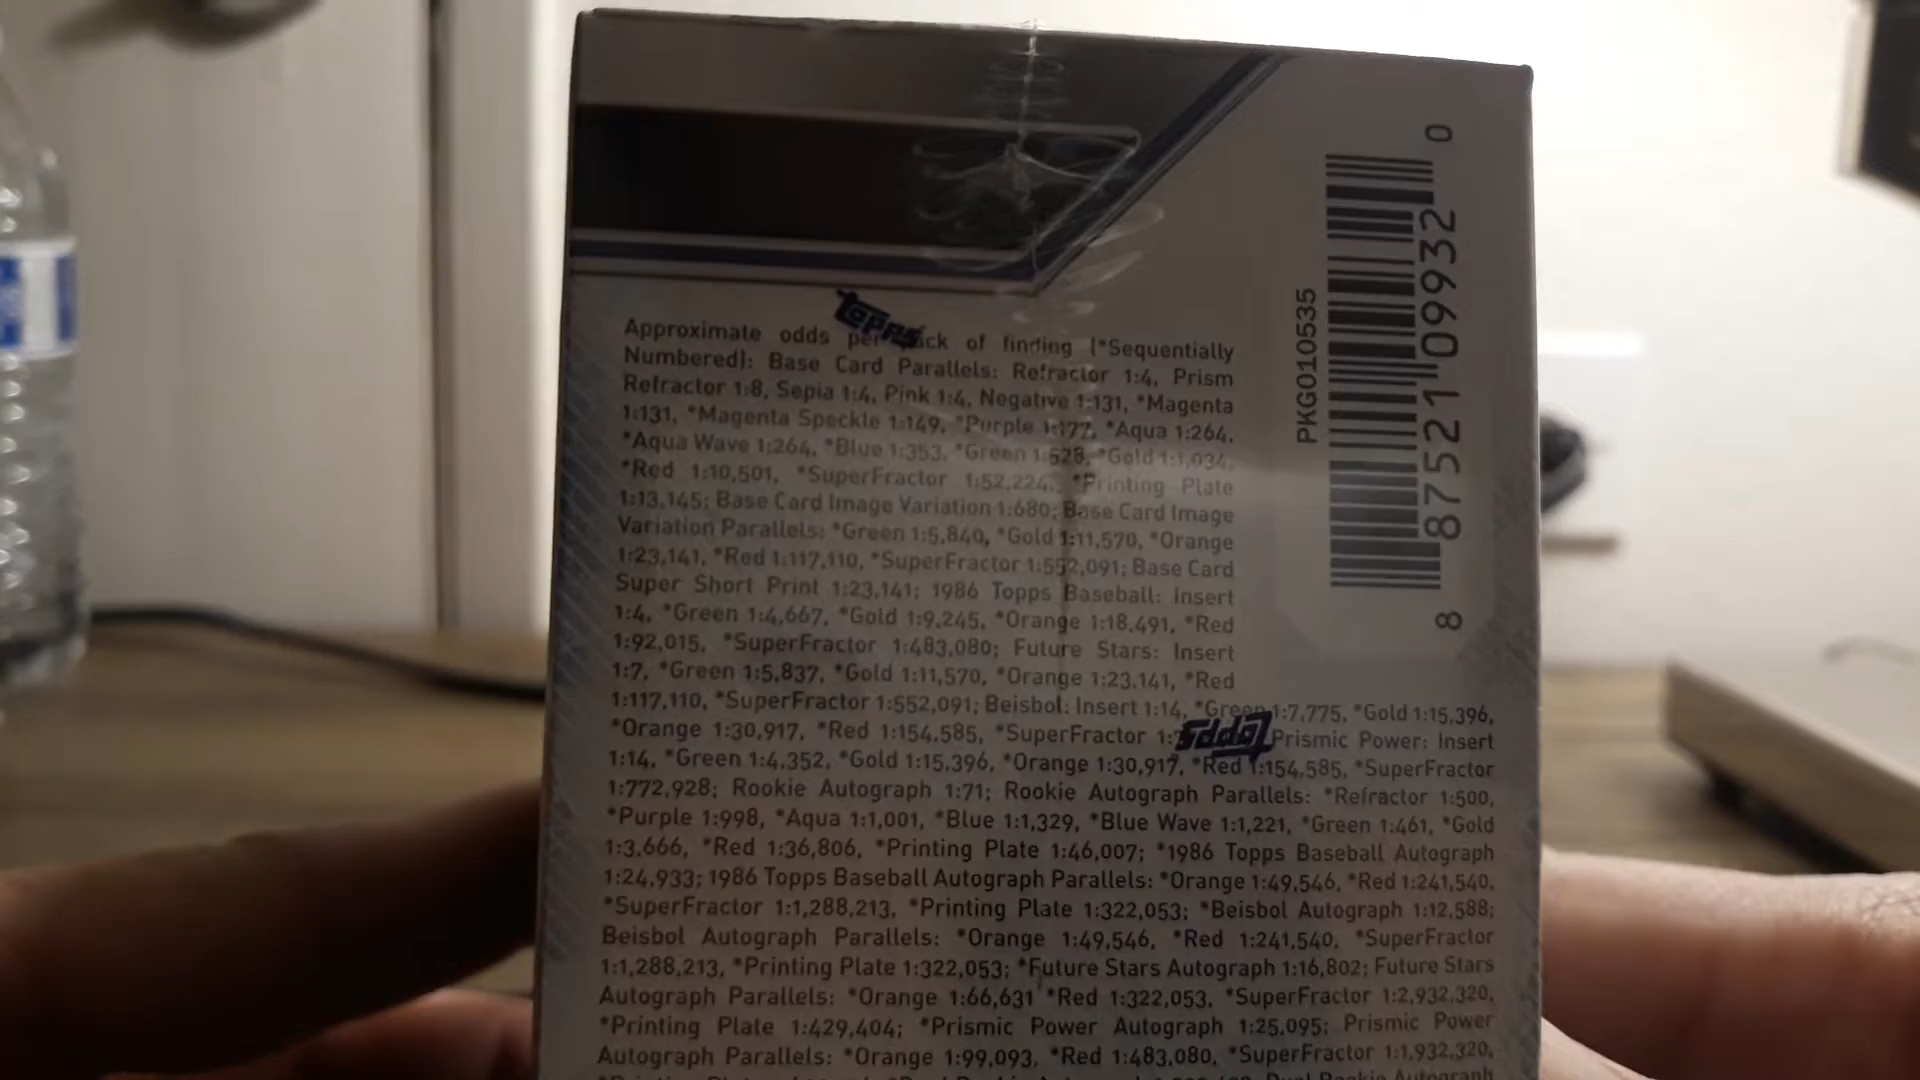 Approximate odds per ck of finding (*Sequentially
Numbered): Base Card Parallels: Refractor 1:4, Prism
Refractor 1:8, Sepia 1:4, Pink 1:4, Negative 1:131, *Magenta
1:131, *Magenta Speckle 1:149, *Purple 1:177, *Aqua 1:264,
*Aqua Wave 1:264, *Blue 1:353, *Green 1:528, *Gold 1:1,034,
*Red 1:10,501, *SuperFractor 1:52,224, *Printing Plate
1:13,145; Base Card Image Variation 1:680; Base Card Image
Variation Parallels: *Green 1:5,840, *Gold 1:11,570, *Orange
1:23,141, *Red 1:117,110, *SuperFractor 1:552,091; Base Card
Super Short Print 1:23,141; 1986 Topps Baseball: Insert
1:4, *Green 1:4,667, *Gold 1:9,245, *Orange 1:18,491, *Red
1:92,015, *SuperFractor 1:483,080; Future Stars: Insert
1:7, *Green 1:5,837, *Gold 1:11,570, *Orange 1:23,141, *Red
1:117,110, *SuperFractor 1:552,091; Beisbol: Insert 1:14, *Green 1:7,775, *Gold 1:15,396,
*Orange 1:30,917, *Red 1:154,585, *SuperFractor Prismic Power: Insert
1:14, *Green 1:4,352, *Gold 1:15,396, *Orange 1:30,917, *Red 1:154,585, *SuperFractor
1:772,928; Rookie Autograph 1:71; Rookie Autograph Parallels: *Refractor 1:500,
*Purple 1:998, *Aqua 1:1,001, *Blue 1:1,329, *Blue Wave 1:1,221, *Green 1:461, *Gold
1:3,666, *Red 1:36,806, *Printing Plate 1:46,007; *1986 Topps Baseball Autograph
1:24,933; 1986 Topps Baseball Autograph Parallels: *Orange 1:49,546, *Red 1:241,540,
*SuperFractor 1:1,288,213, *Printing Plate 1:322,053; *Beisbol Autograph 1:12,588;
Beisbol Autograph Parallels: *Orange 1:49,546, *Red 1:241,540, *SuperFractor
1:1,288,213, *Printing Plate 1:322,053; *Future Stars Autograph 1:16,802; Future Stars
Autograph Parallels: *Orange 1:66,631 *Red 1:322,053, *SuperFractor 1:2,932,320,
*Printing Plate 1:429,404; *Prismic Power Autograph 1:25,095; Prismic Power
Autograph Parallels: *Orange 1:99,093, *Red 1:483,080, *SuperFractor 1:1,932,320,
topps
topps
PKG010535
8 87521 09932 0